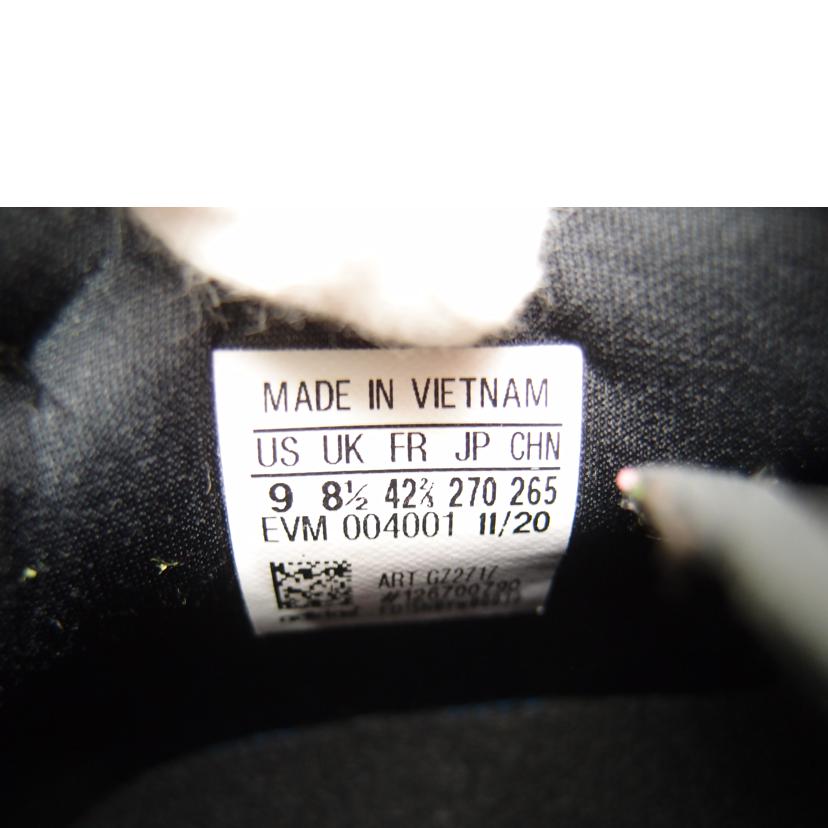 MADE IN VIETNAM
US UK FR JP CHN
9 8½ 42⅔ 270 265
EVM 004001 11/20
ART GZ2717